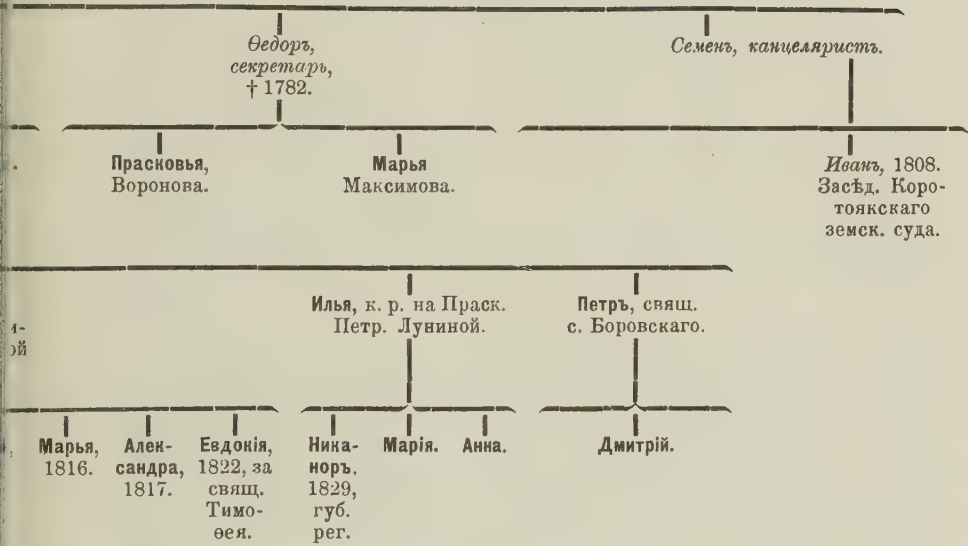 Ѳедоръ,
секретарь,
† 1782.
Семенъ, канцеляристъ.
Прасковья,
Воронова.
Марья
Максимова.
Иванъ, 1808.
Засѣд. Коро-
тоякскаго
земск. суда.
Илья, к. р. на Праск.
Петр. Луниной.
Петръ, свящ.
с. Боровскаго.
Марья,
1816.
Алек-
сандра,
1817.
Евдокія,
1822, за
свящ.
Тимо-
ѳея.
Ника-
норъ,
1829,
губ.
рег.
Марія.
Анна.
Дмитрій.